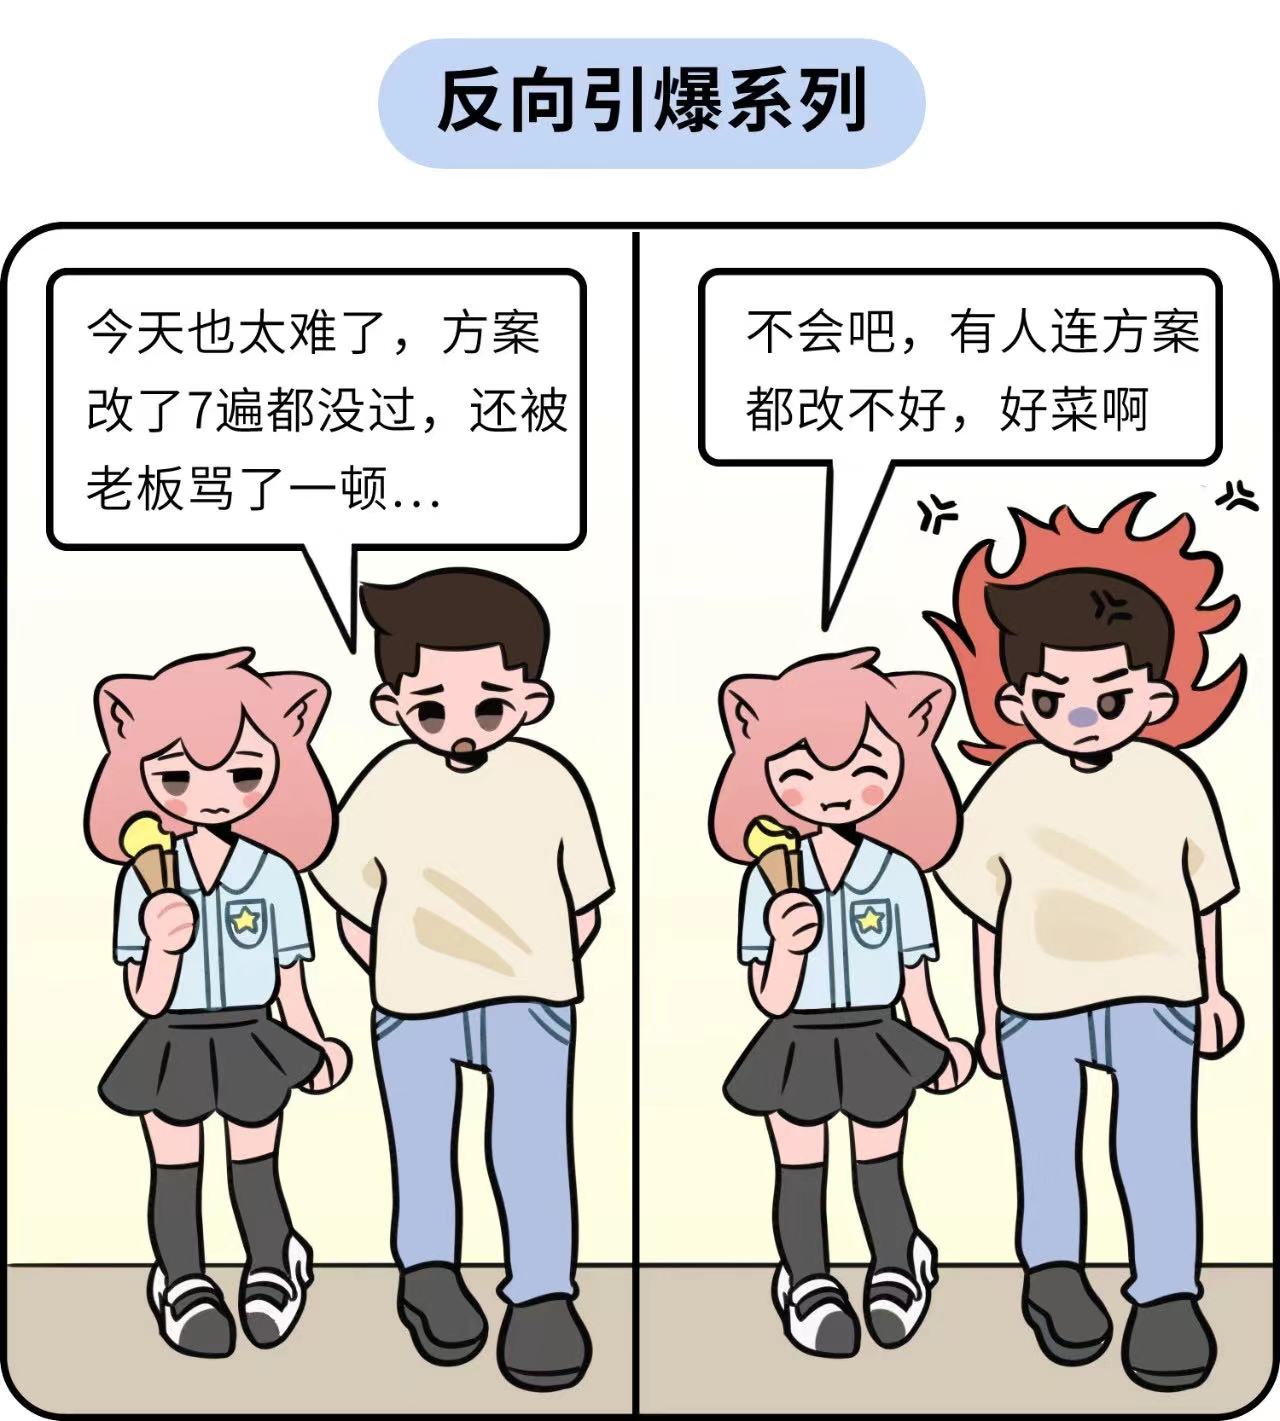 反向引爆系列
今天也太难了，方案
改了7遍都没过，还被
老板骂了一顿...
不会吧，有人连方案
都改不好，好菜啊